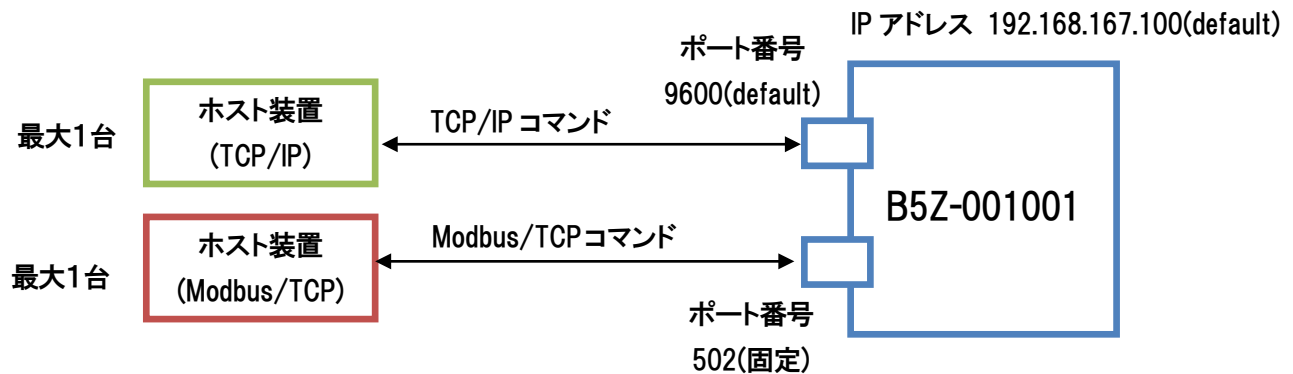 IP アドレス 192.168.167.100(default)
ポート番号
9600(default)
最大1台
ホスト装置
(TCP/IP)
TCP/IP コマンド
B5Z-001001
最大1台
ホスト装置
(Modbus/TCP)
Modbus/TCPコマンド
ポート番号
502(固定)